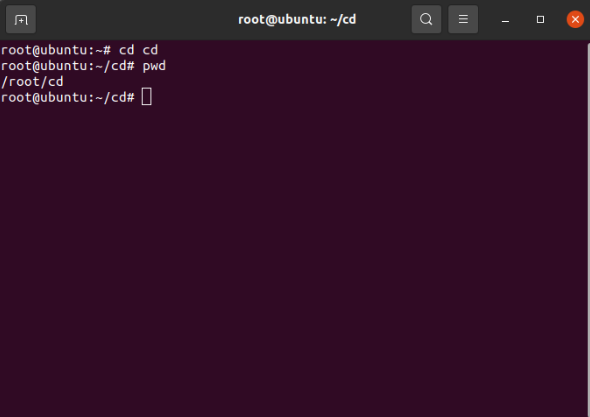 root@ubuntu: ~/cd
root@ubuntu:~# cd cd
root@ubuntu:~/cd# pwd
/root/cd
root@ubuntu:~/cd#